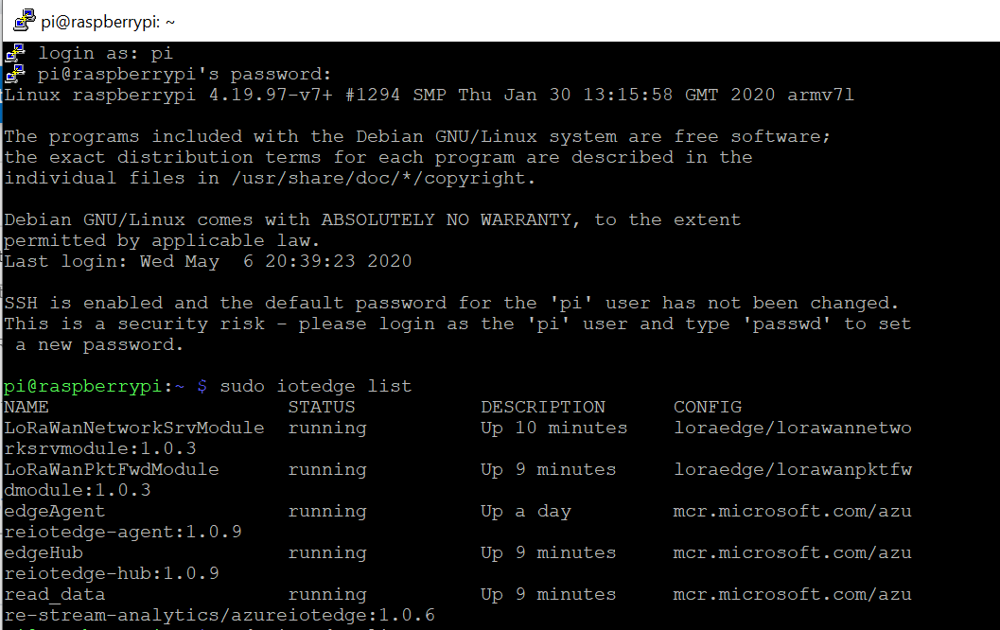 pi@raspberrypi: ~
login as: pi
pi@raspberrypi's password:
Linux raspberrypi 4.19.97-v7+ #1294 SMP Thu Jan 30 13:15:58 GMT 2020 armv7l
The programs included with the Debian GNU/Linux system are free software;
the exact distribution terms for each program are described in the
individual files in /usr/share/doc/*/copyright.
Debian GNU/Linux comes with ABSOLUTELY NO WARRANTY, to the extent
permitted by applicable law.
Last login: Wed May  6 20:39:23 2020
SSH is enabled and the default password for the 'pi' user has not been changed.
This is a security risk - please login as the 'pi' user and type 'passwd' to set
 a new password.
pi@raspberrypi:~ $ sudo iotedge list
NAME                     STATUS           DESCRIPTION      CONFIG
LoRaWanNetworkSrvModule  running          Up 10 minutes    loraedge/lorawannetwo
rksrvmodule:1.0.3
LoRaWanPktFwdModule      running          Up 9 minutes     loraedge/lorawanpktfw
dmodule:1.0.3
edgeAgent                running          Up a day         mcr.microsoft.com/azu
reiotedge-agent:1.0.9
edgeHub                  running          Up 9 minutes     mcr.microsoft.com/azu
reiotedge-hub:1.0.9
read_data                running          Up 9 minutes     mcr.microsoft.com/azu
re-stream-analytics/azureiotedge:1.0.6